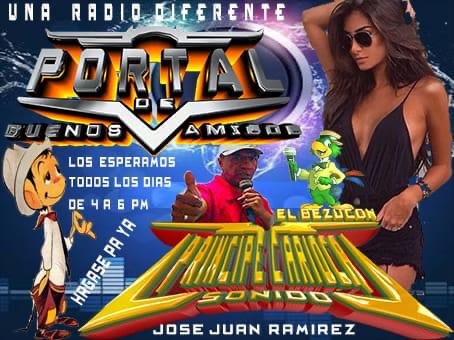 UNA RADIO DIFERENTE
PORTAL
DE
BUENOS AMIGOS
LOS ESPERAMOS
TODOS LOS DIAS
DE 4 A 6 PM
HAGASE PA YA
EL BEZUCON
PRINCIPE CARIOCA
SONIDO
JOSE JUAN RAMIREZ